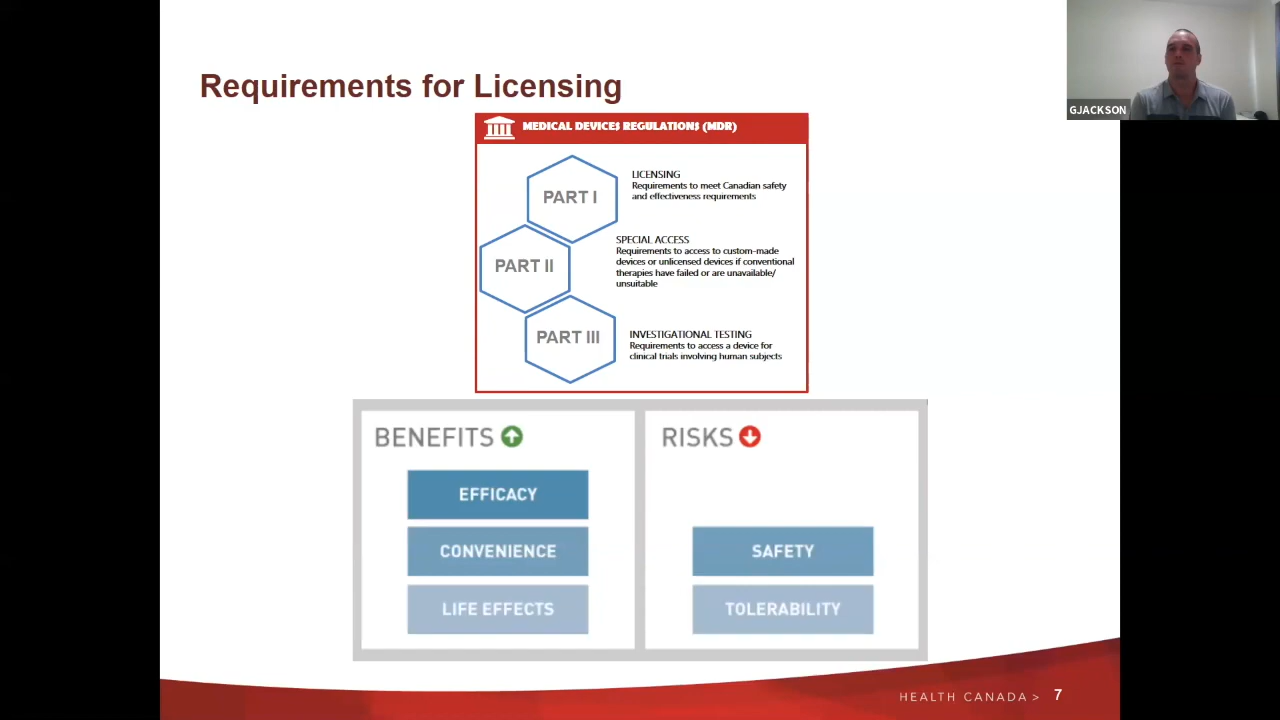 Requirements for Licensing
GJACKSON
MEDICAL DEVICES REGULATIONS (MDR)
PART I
LICENSING
Requirements to meet Canadian safety
and effectiveness requirements
PART II
SPECIAL ACCESS
Requirements to access to custom-made
devices or unlicensed devices if conventional
therapies have failed or are unavailable/
unsuitable
PART III
INVESTIGATIONAL TESTING
Requirements to access a device for
clinical trials involving human subjects
BENEFITS
EFFICACY
CONVENIENCE
LIFE EFFECTS
RISKS
SAFETY
TOLERABILITY
HEALTH CANADA > 7